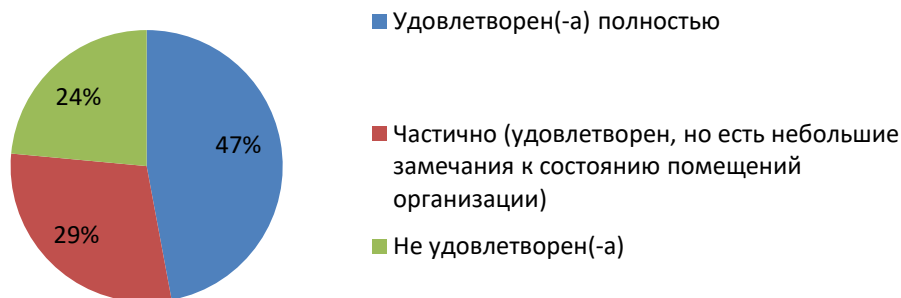 Удовлетворен(-а) полностью
24%
47%
Частично (удовлетворен, но есть небольшие
замечания к состоянию помещений
организации)
29%
Не удовлетворен(-а)